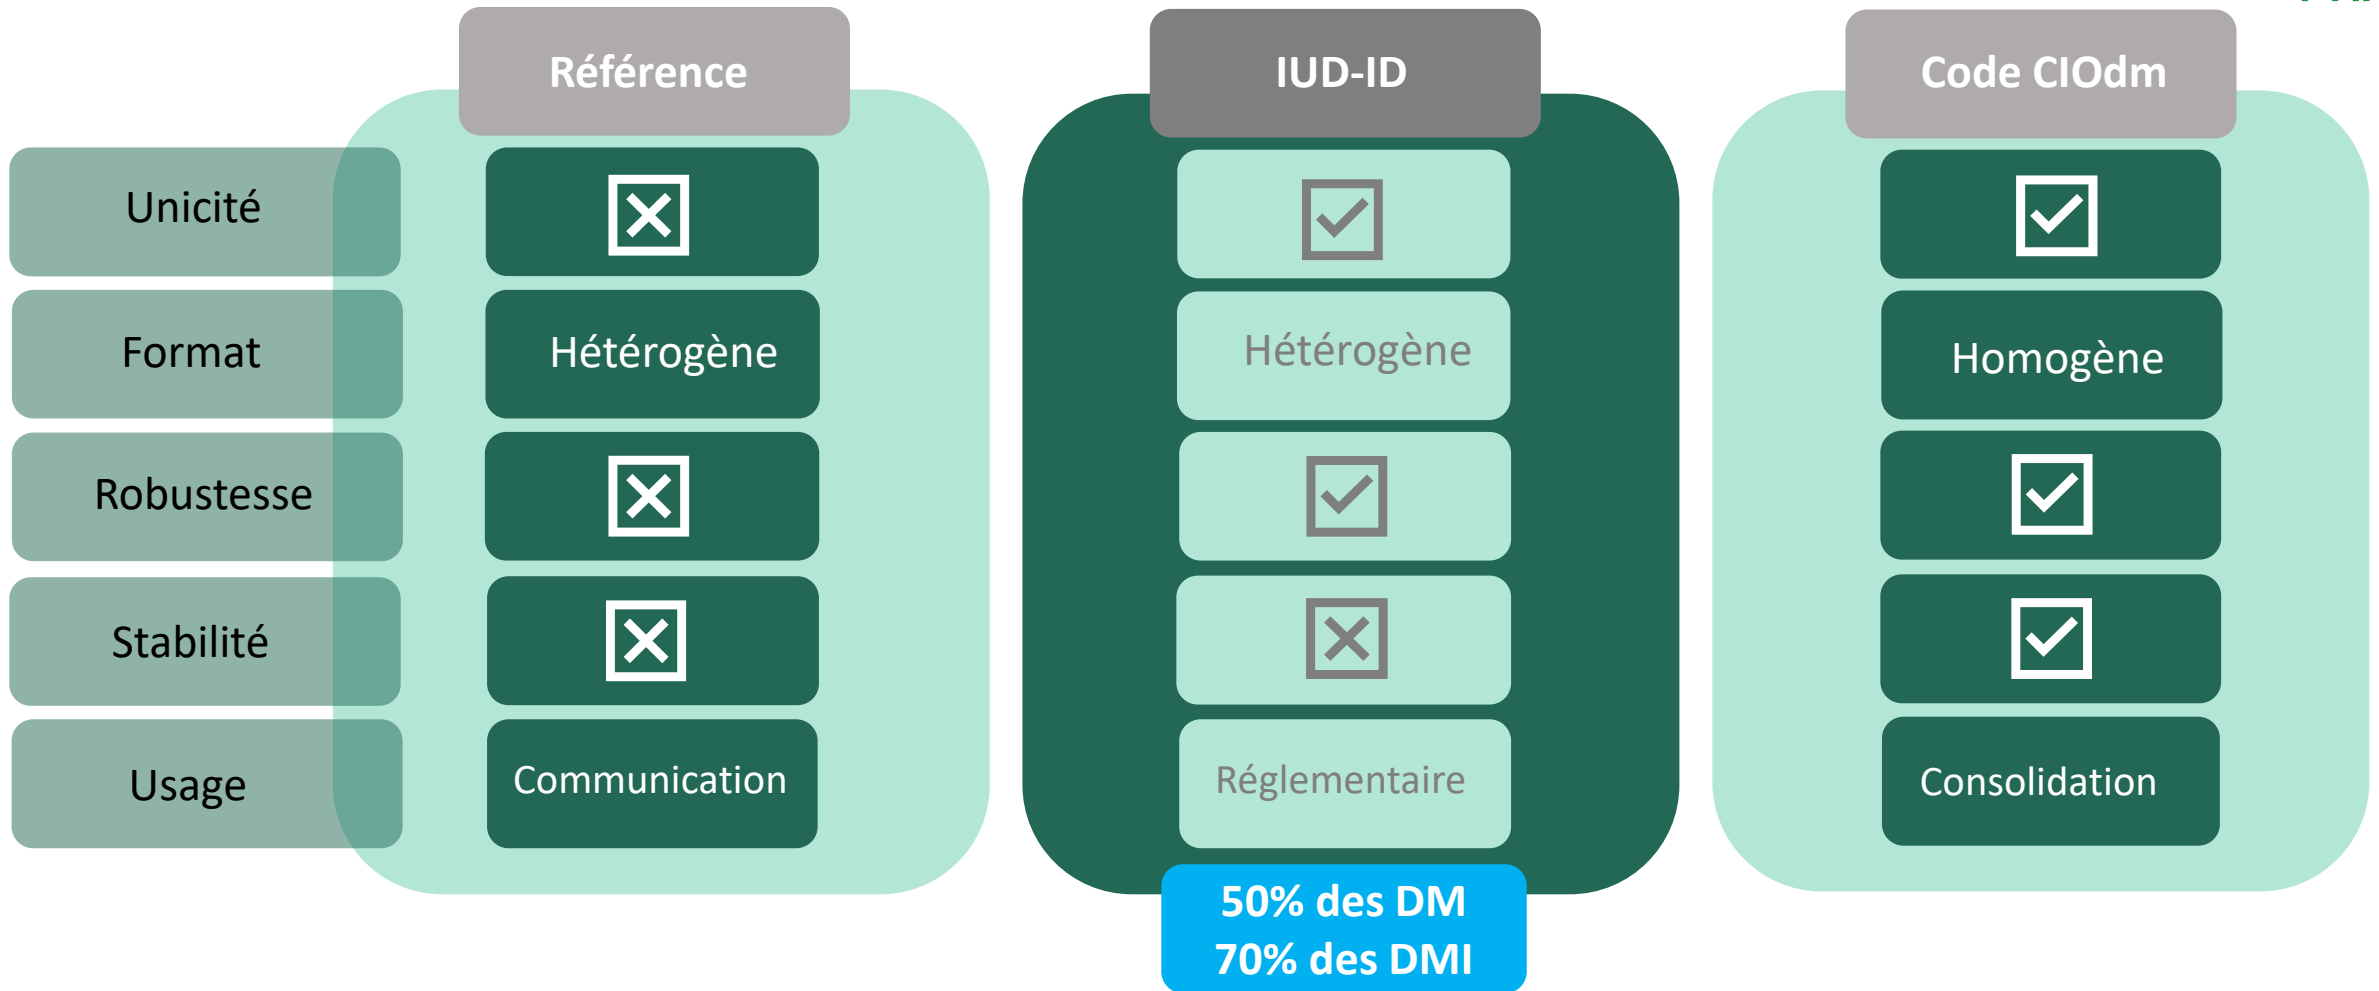 Référence
IUD-ID
Code CIOdm
Unicité
Format
Hétérogène
Hétérogène
Homogène
Robustesse
Stabilité
Usage
Communication
Réglementaire
Consolidation
50% des DM
70% des DMI